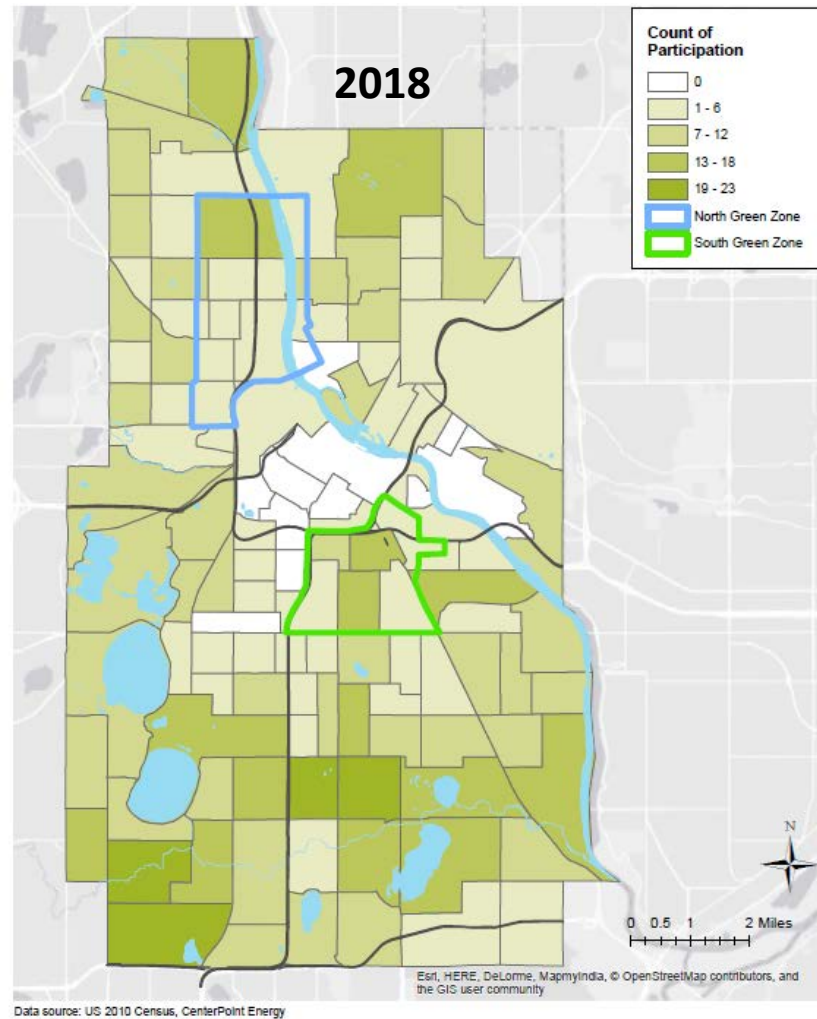 2018
Count of
Participation
0
1 - 6
7 - 12
13 - 18
19 - 23
North Green Zone
South Green Zone
N
0 0.5 1 2 Miles
Esri, HERE, DeLorme, MapmyIndia, © OpenStreetMap contributors, and
the GIS user community
Data source: US 2010 Census, CenterPoint Energy